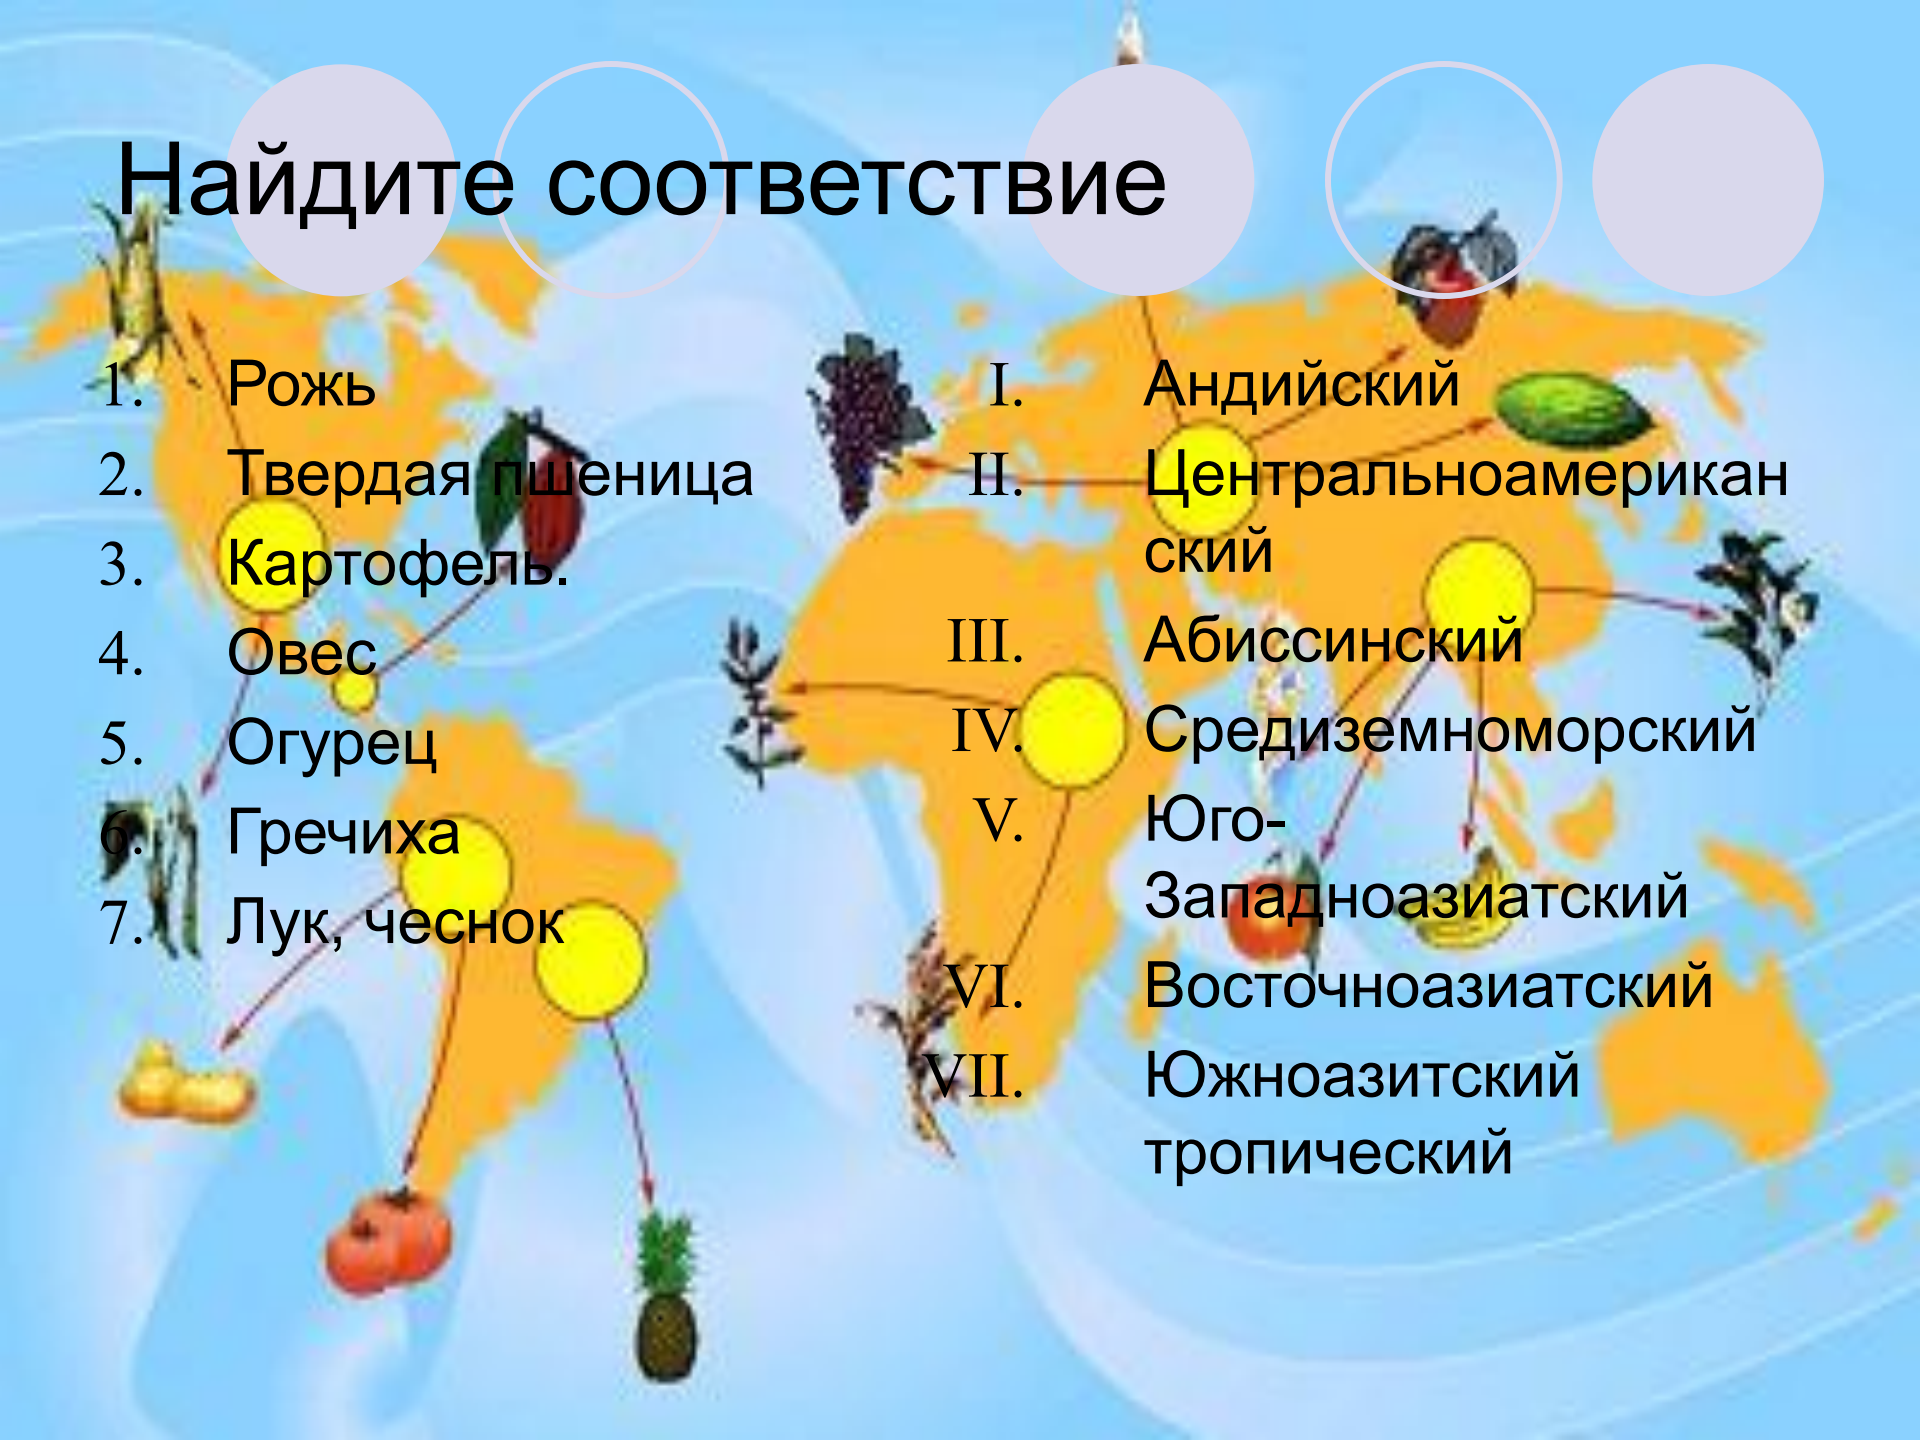 Найдите соответствие
1. Рожь
2. Твердая пшеница
3. Картофель.
4. Овес
5. Огурец
6. Гречиха
7. Лук, чеснок
I. Андийский
II. Центральноамерикан
ский
III. Абиссинский
IV. Средиземноморский
V. Юго-
Западноазиатский
VI. Восточноазиатский
VII. Южноазитский
тропический